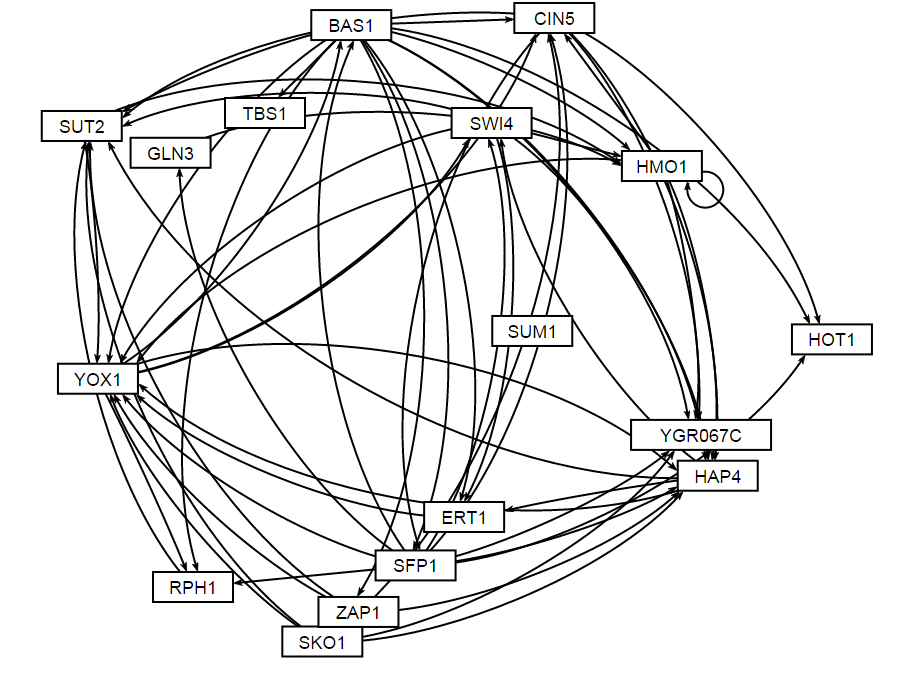 CIN5
BAS1
TBS1
SWI4
SUT2
GLN3
HMO1
SUM1
HOT1
YOX1
YGR067C
HAP4
ERT1
SFP1
RPH1
ZAP1
SKO1